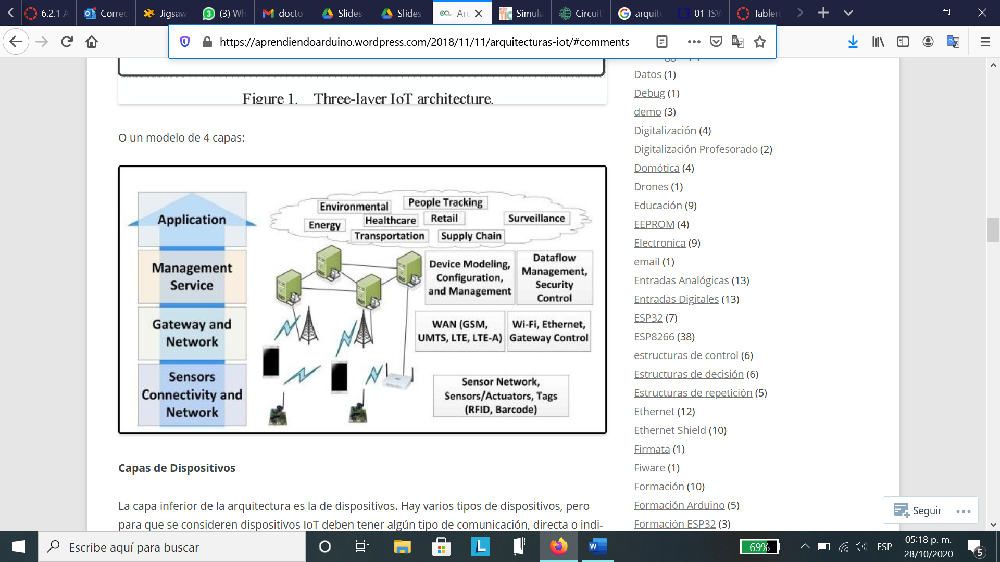 6.2.1 A
Correo
Jigsaw
(3) Wh
docto
Slides
Slides
Arq
Simula
Circuit
arquite
01_ISW
Tablero
https://aprendiendoarduino.wordpress.com/2018/11/11/arquitecturas-iot/#comments
Figure 1. Three-layer IoT architecture.
O un modelo de 4 capas:
Application
Environmental
People Tracking
Energy
Healthcare
Retail
Surveillance
Transportation
Supply Chain
Management
Service
Device Modeling,
Configuration,
and Management
Dataflow
Management,
Security
Control
Gateway and
Network
WAN (GSM,
UMTS, LTE, LTE-A)
Wi-Fi, Ethernet,
Gateway Control
Sensors
Connectivity and
Network
Sensor Network,
Sensors/Actuators, Tags
(RFID, Barcode)
Capas de Dispositivos
La capa inferior de la arquitectura es la de dispositivos. Hay varios tipos de dispositivos, pero
para que se consideren dispositivos IoT deben tener algún tipo de comunicación, directa o indi-
Datos (1)
Debug (1)
demo (3)
Digitalización (4)
Digitalización Profesorado (2)
Domótica (4)
Drones (1)
Educación (9)
EEPROM (4)
Electronica (9)
email (1)
Entradas Analógicas (13)
Entradas Digitales (13)
ESP32 (7)
ESP8266 (38)
estructuras de control (6)
Estructuras de decisión (6)
Estructuras de repetición (5)
Ethernet (12)
Ethernet Shield (10)
Firmata (1)
Fiware (1)
Formación (10)
Formación Arduino (5)
Formación ESP32 (3)
Seguir
Escribe aquí para buscar
69%
ESP
05:18 p. m.
28/10/2020
5